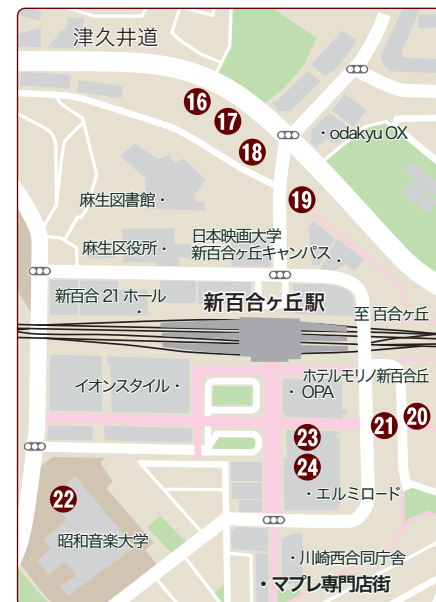 津久井道
16
17
18
・odakyu OX
19
麻生図書館・
麻生区役所・
日本映画大学
新百合ヶ丘キャンパス・
新百合21ホール
・
新百合ヶ丘駅
至 百合ヶ丘
イオンスタイル・
ホテルモリノ新百合丘
・OPA
20
21
23
24
22
・エルミロード
昭和音楽大学
・川崎西合同庁舎
・マプレ専門店街